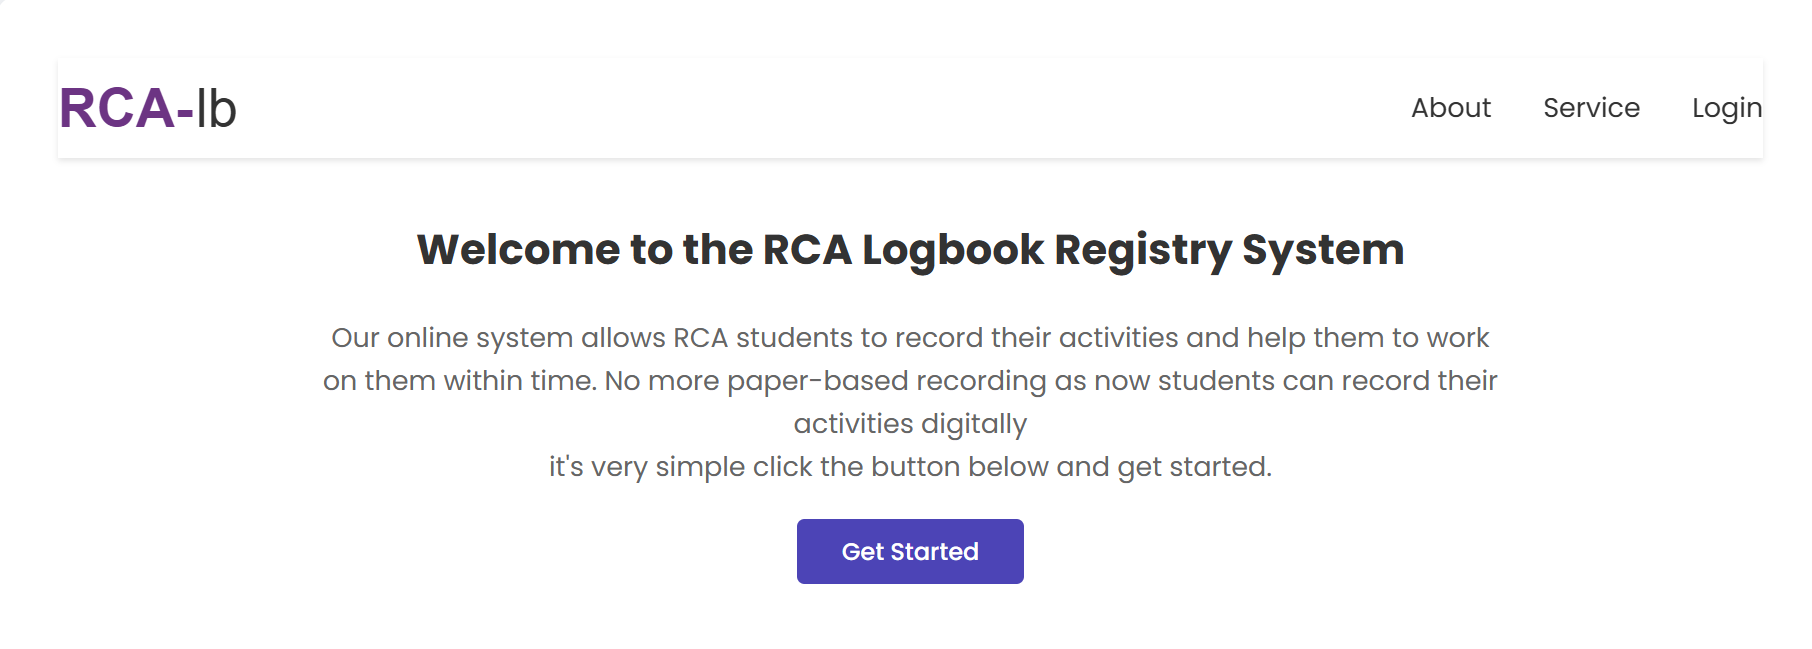 RCA-lb
About Service Login
Welcome to the RCA Logbook Registry System
Our online system allows RCA students to record their activities and help them to work
on them within time. No more paper-based recording as now students can record their
activities digitally
it's very simple click the button below and get started.
Get Started